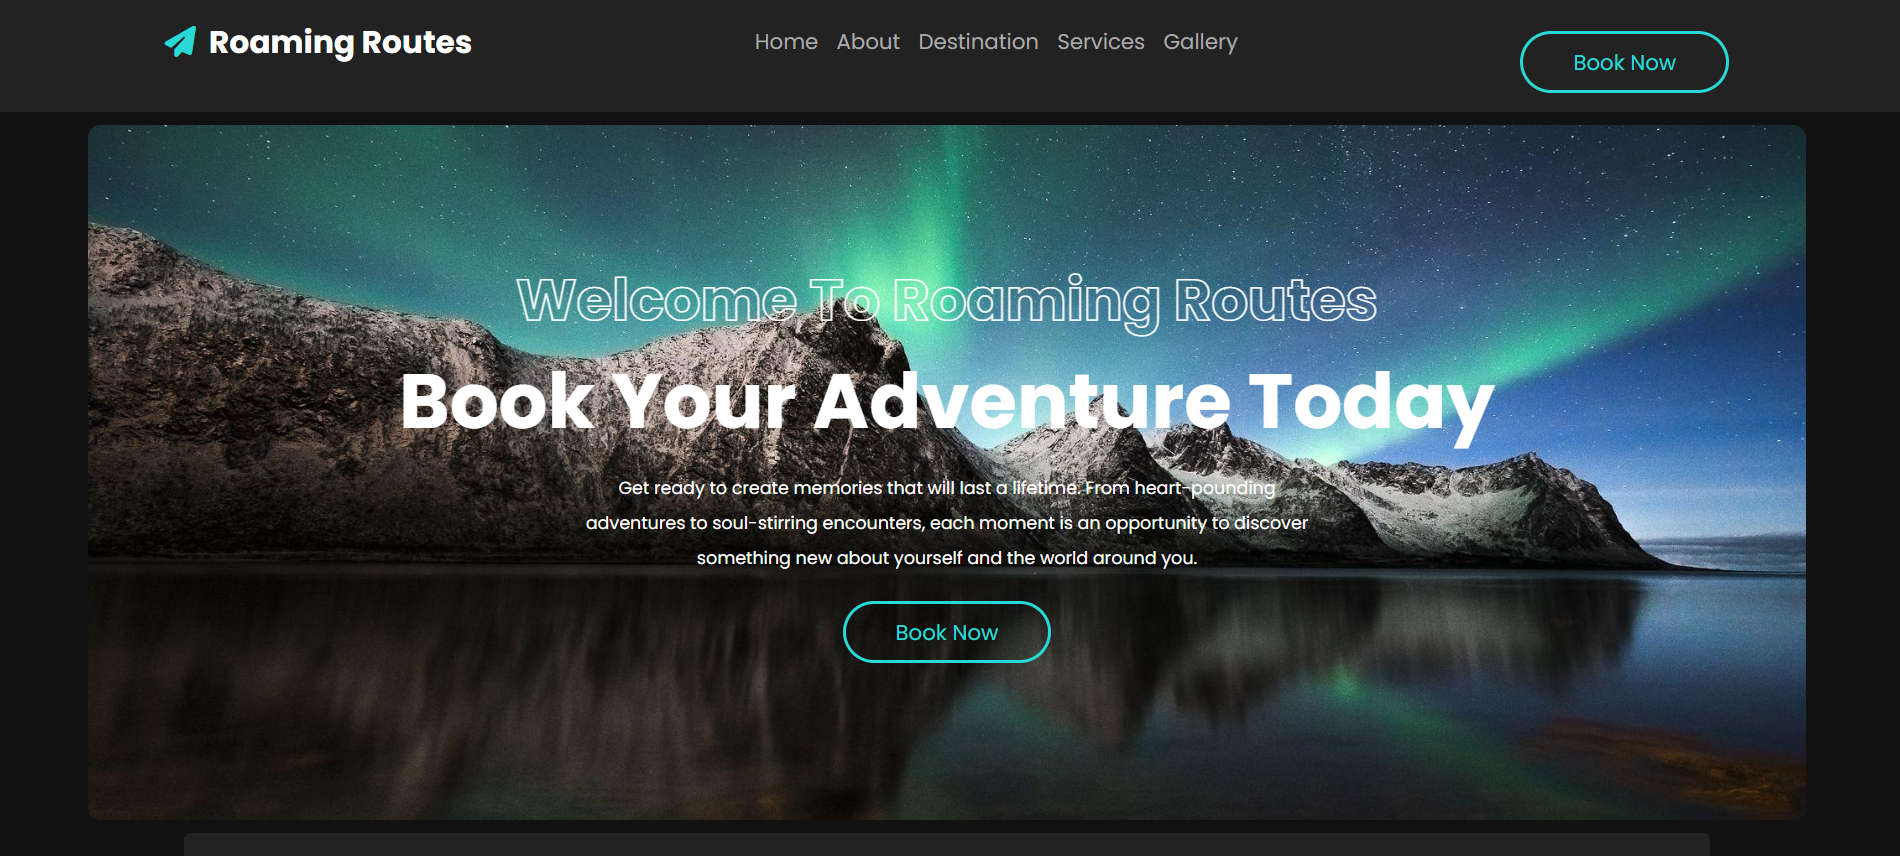 Roaming Routes
Home About Destination Services Gallery
Book Now
Welcome To Roaming Routes
Book Your Adventure Today
Get ready to create memories that will last a lifetime. From heart-pounding
adventures to soul-stirring encounters, each moment is an opportunity to discover
something new about yourself and the world around you.
Book Now